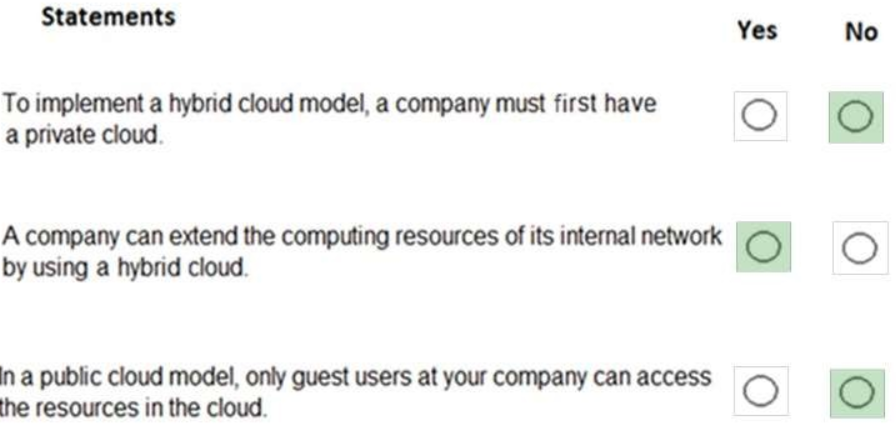 Statements
Yes No
To implement a hybrid cloud model, a company must first have
a private cloud.
A company can extend the computing resources of its internal network
by using a hybrid cloud.
In a public cloud model, only guest users at your company can access
the resources in the cloud.